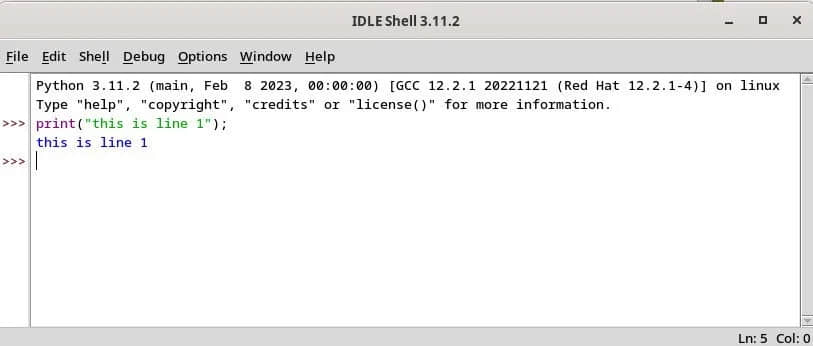 IDLE Shell 3.11.2
File Edit Shell Debug Options Window Help
Python 3.11.2 (main, Feb  8 2023, 00:00:00) [GCC 12.2.1 20221121 (Red Hat 12.2.1-4)] on linux
Type "help", "copyright", "credits" or "license()" for more information.
>>> print("this is line 1");
this is line 1
>>>
Ln: 5 Col: 0